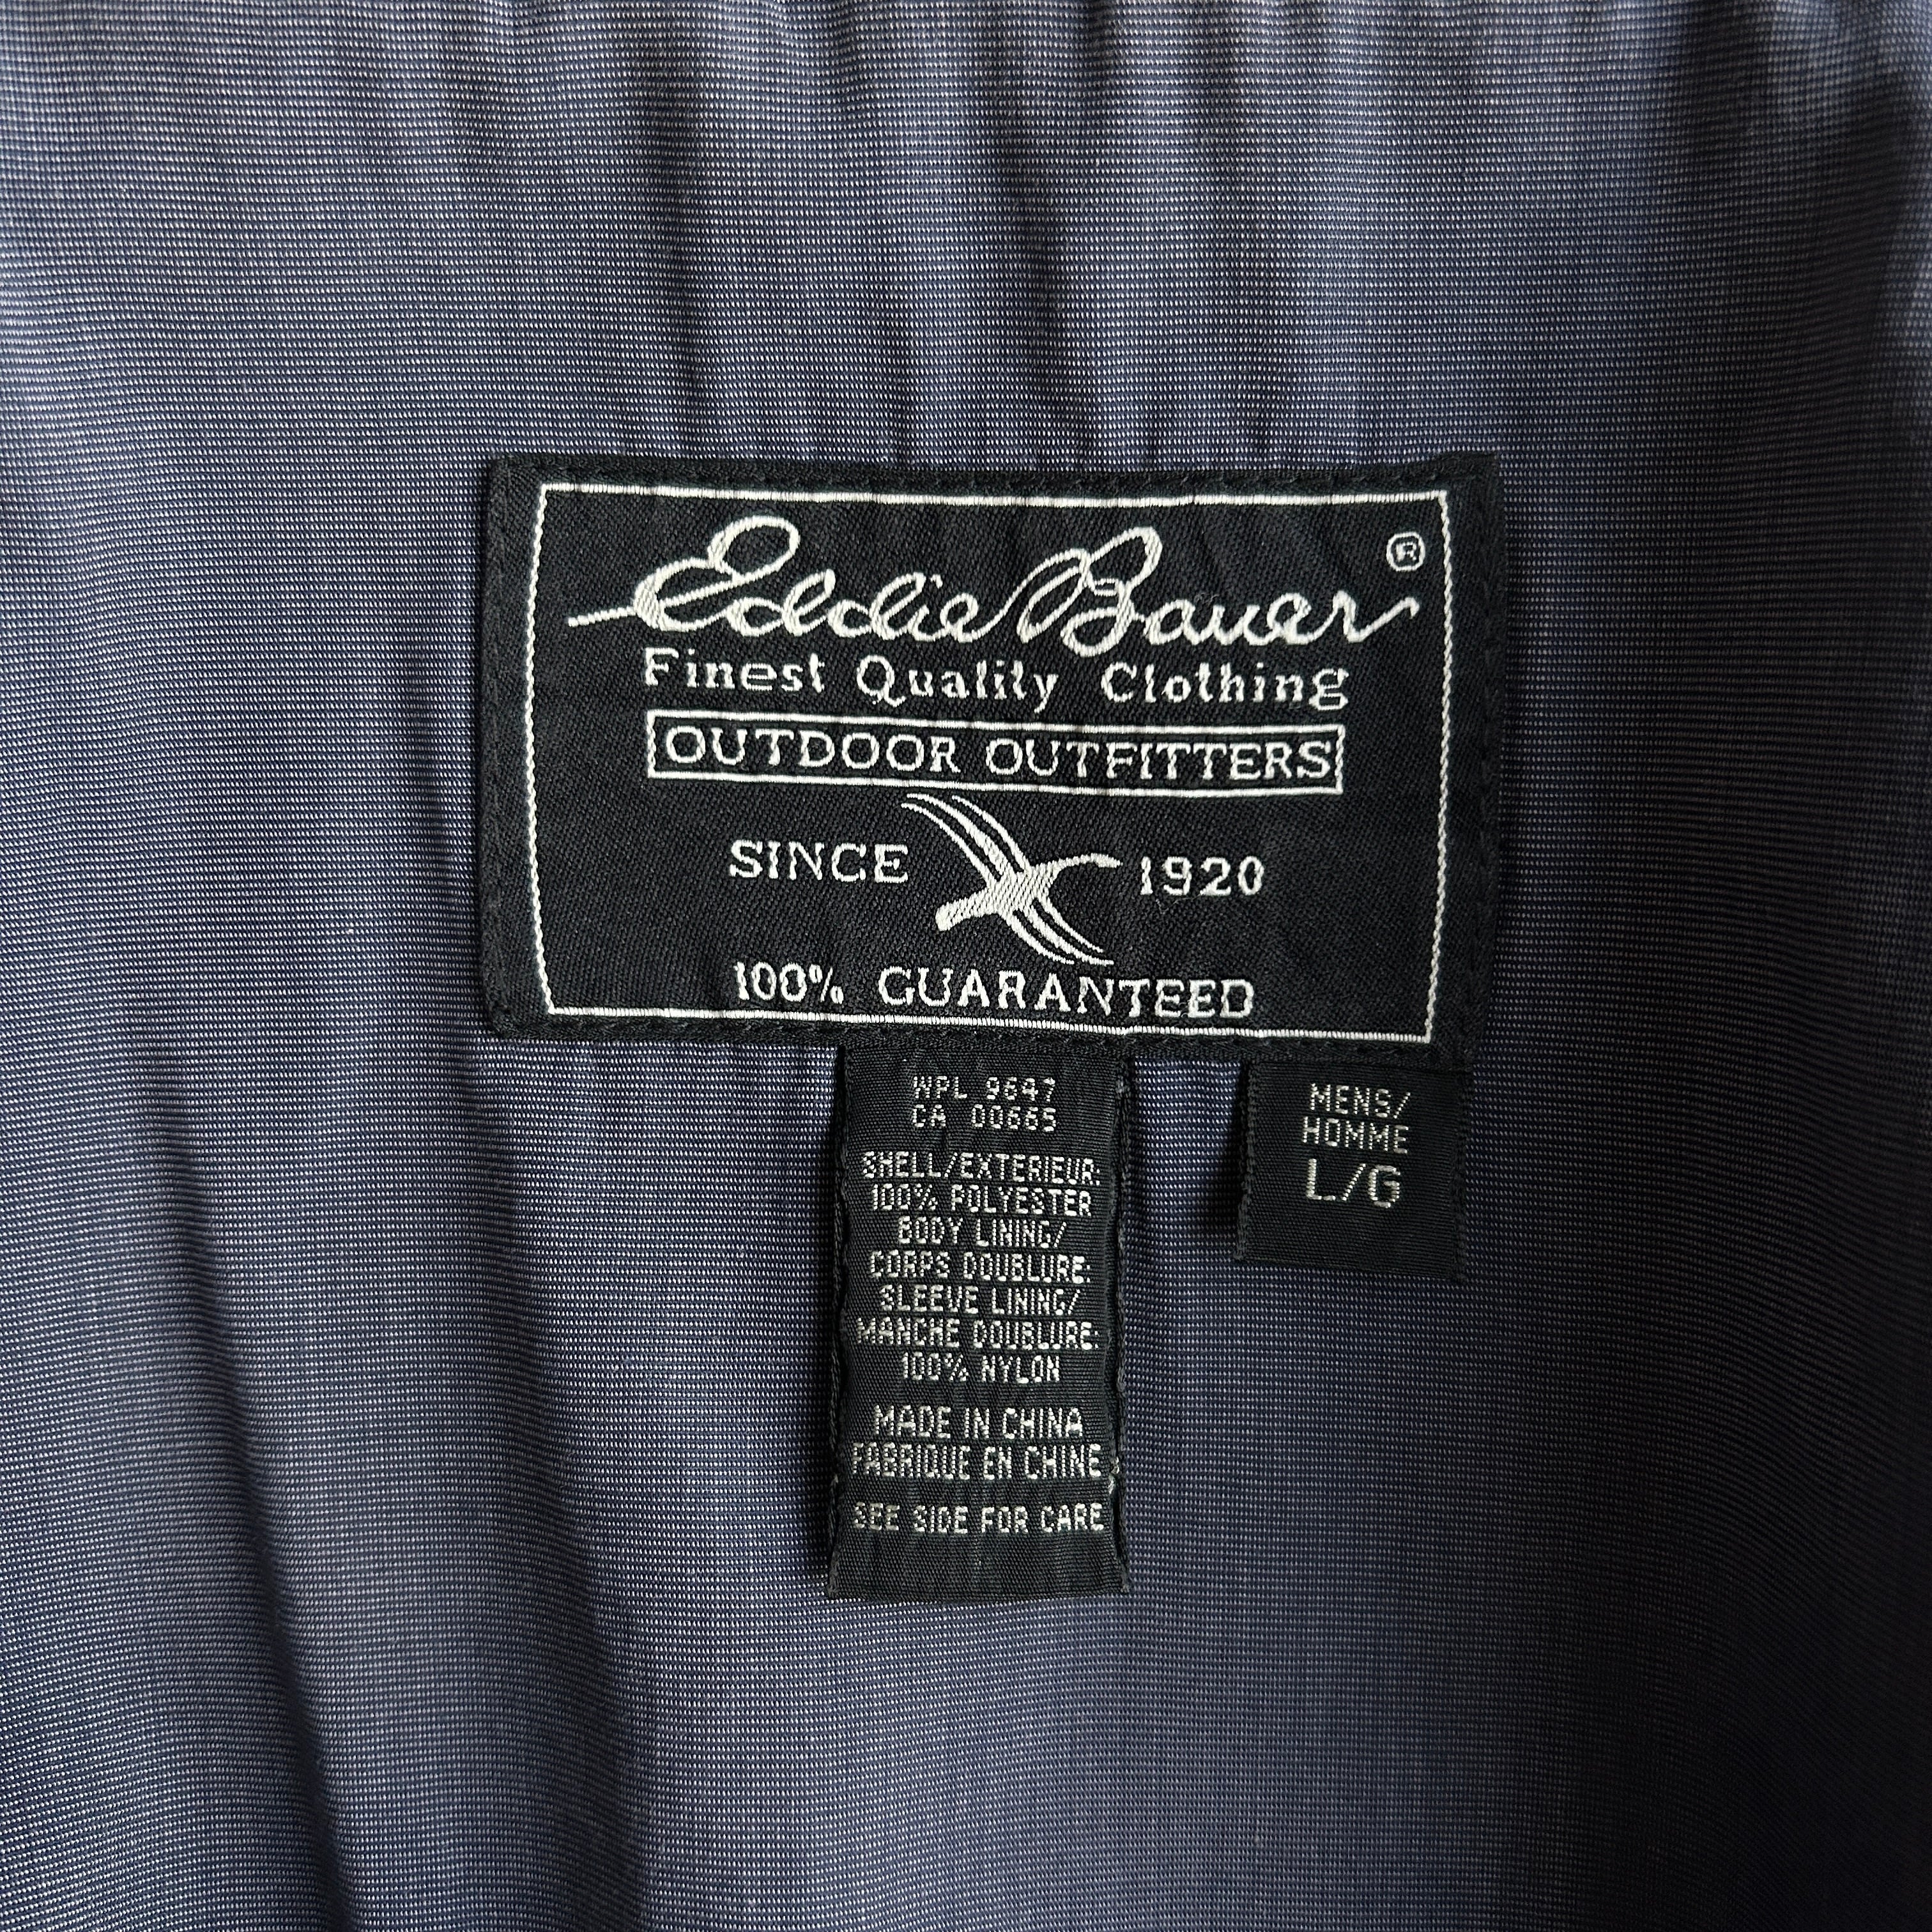 Eddie Bauer ®
Finest Quality Clothing
OUTDOOR OUTFITTERS
SINCE 1920
100% GUARANTEED
WPL 9647
CA 00665
SHELL/EXTERIEUR:
100% POLYESTER
BODY LINING/
CORPS DOUBLURE:
SLEEVE LINING/
MANCHE DOUBLURE:
100% NYLON
MADE IN CHINA
FABRIQUE EN CHINE
SEE SIDE FOR CARE
MENS/
HOMME
L/G